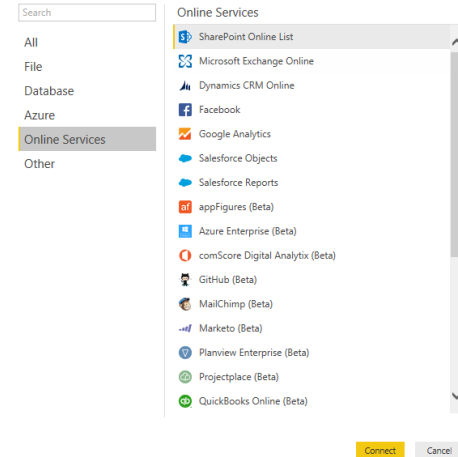 Search
All
File
Database
Azure
Online Services
Other
Online Services
SharePoint Online List
Microsoft Exchange Online
Dynamics CRM Online
Facebook
Google Analytics
Salesforce Objects
Salesforce Reports
af appFigures (Beta)
Azure Enterprise (Beta)
comScore Digital Analytix (Beta)
GitHub (Beta)
MailChimp (Beta)
Marketo (Beta)
Planview Enterprise (Beta)
Projectplace (Beta)
QuickBooks Online (Beta)
Connect Cancel